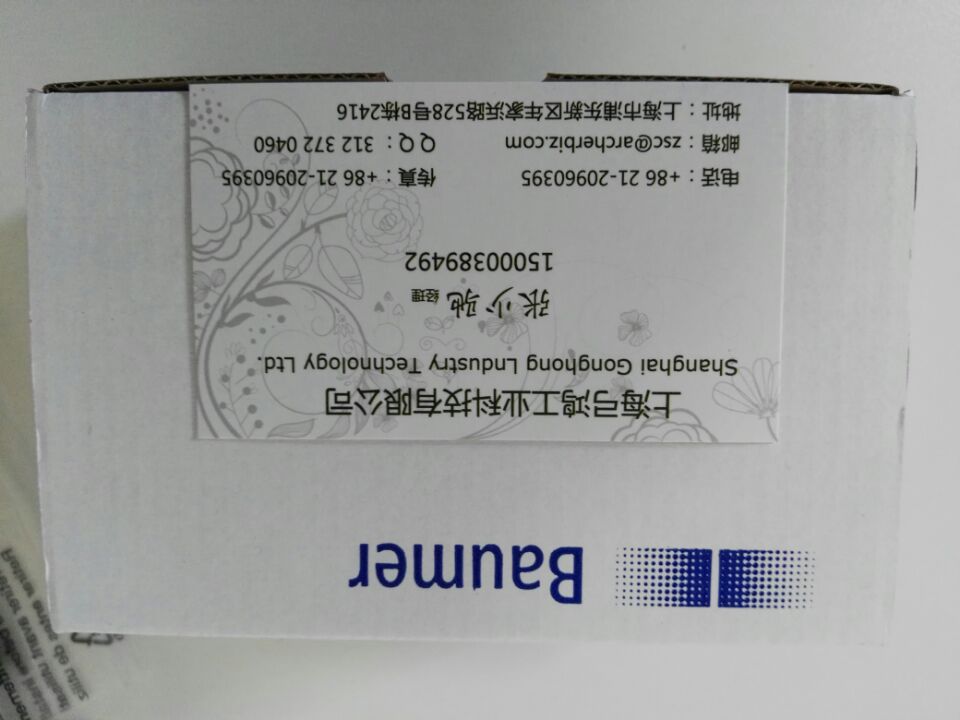 Baumer
上海弓鸿工业科技有限公司
Shanghai Gonghong Lndustry Technology Ltd.
张少驰 经理
15000389492
电话：+86 21-20960395 传真：+86 21-20960395
邮箱：zsc@archerbiz.com QQ：312 372 0460
地址：上海市浦东新区年家浜路528号B栋2416